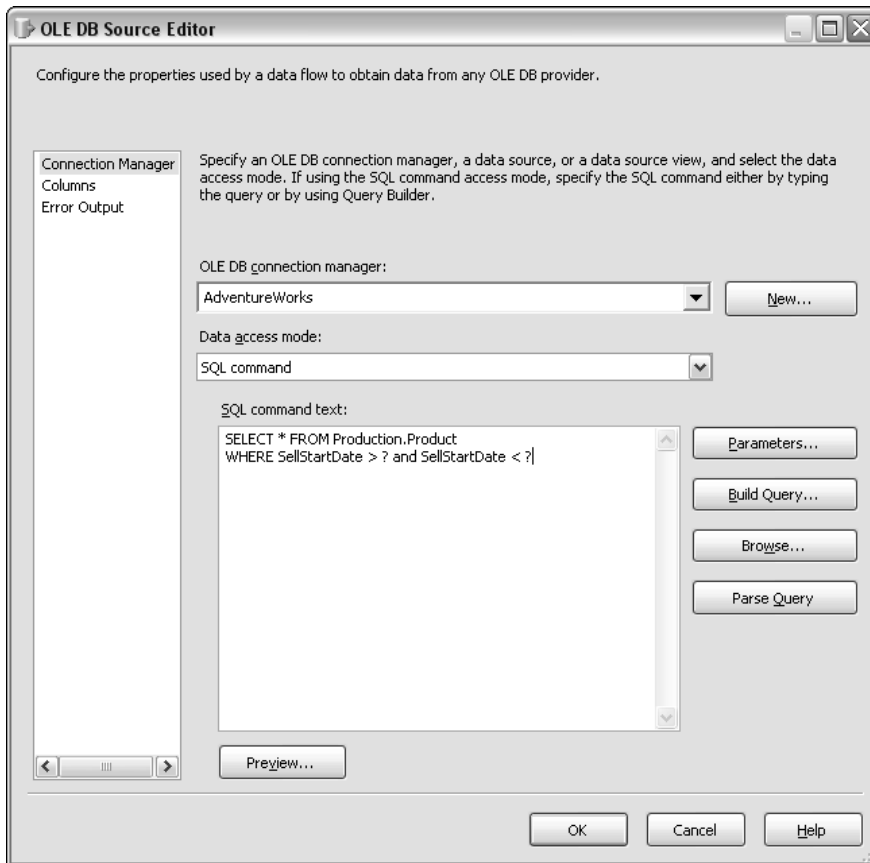 OLE DB Source Editor
Configure the properties used by a data flow to obtain data from any OLE DB provider.
Connection Manager
Columns
Error Output
Specify an OLE DB connection manager, a data source, or a data source view, and select the data
access mode. If using the SQL command access mode, specify the SQL command either by typing
the query or by using Query Builder.
OLE DB connection manager:
AdventureWorks
New...
Data access mode:
SQL command
SQL command text:
SELECT * FROM Production.Product
WHERE SellStartDate > ? and SellStartDate < ?
Parameters...
Build Query...
Browse...
Parse Query
Preview...
OK
Cancel
Help